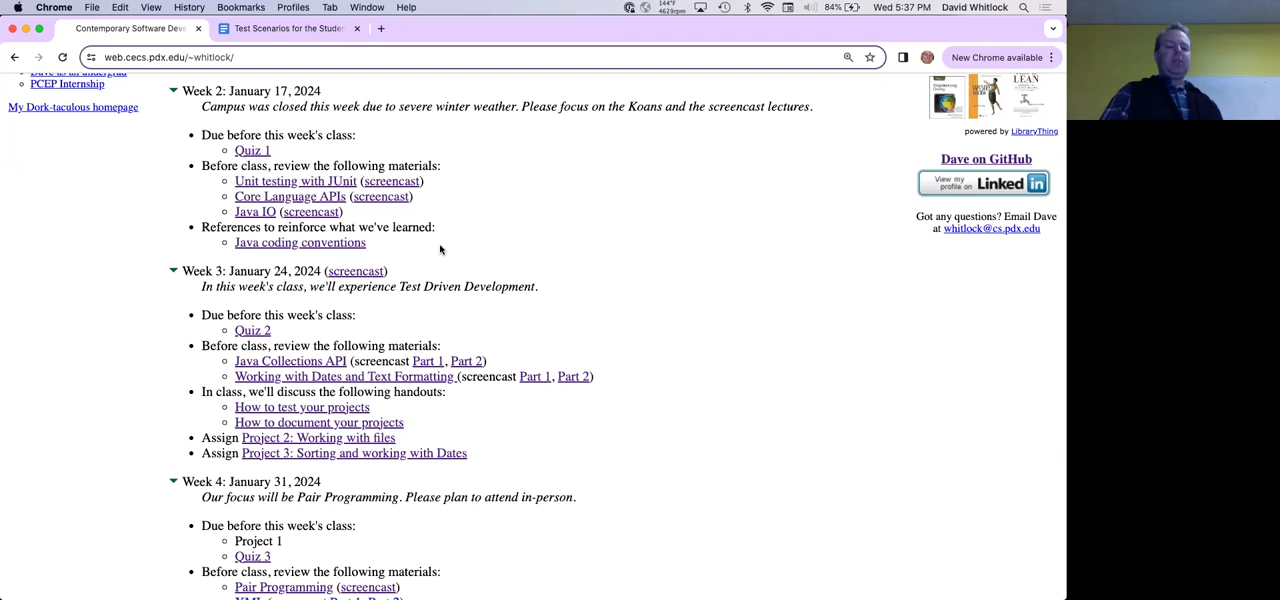 Chrome File Edit View History Bookmarks Profiles Tab Window Help 144°F 4629rpm 84% Wed 5:37 PM David Whitlock
Contemporary Software Deve Test Scenarios for the Studen
web.cecs.pdx.edu/~whitlock/ New Chrome available
Dave as an undergrad
PCEP Internship
My Dork-taculous homepage
Week 2: January 17, 2024
Campus was closed this week due to severe winter weather. Please focus on the Koans and the screencast lectures.
Due before this week's class:
Quiz 1
Before class, review the following materials:
Unit testing with JUnit (screencast)
Core Language APIs (screencast)
Java IO (screencast)
References to reinforce what we've learned:
Java coding conventions
Week 3: January 24, 2024 (screencast)
In this week's class, we'll experience Test Driven Development.
Due before this week's class:
Quiz 2
Before class, review the following materials:
Java Collections API (screencast Part 1, Part 2)
Working with Dates and Text Formatting (screencast Part 1, Part 2)
In class, we'll discuss the following handouts:
How to test your projects
How to document your projects
Assign Project 2: Working with files
Assign Project 3: Sorting and working with Dates
Week 4: January 31, 2024
Our focus will be Pair Programming. Please plan to attend in-person.
Due before this week's class:
Project 1
Quiz 3
Before class, review the following materials:
Pair Programming (screencast)
LEAN
powered by LibraryThing
Dave on GitHub
View my profile on Linked in
Got any questions? Email Dave
at whitlock@cs.pdx.edu